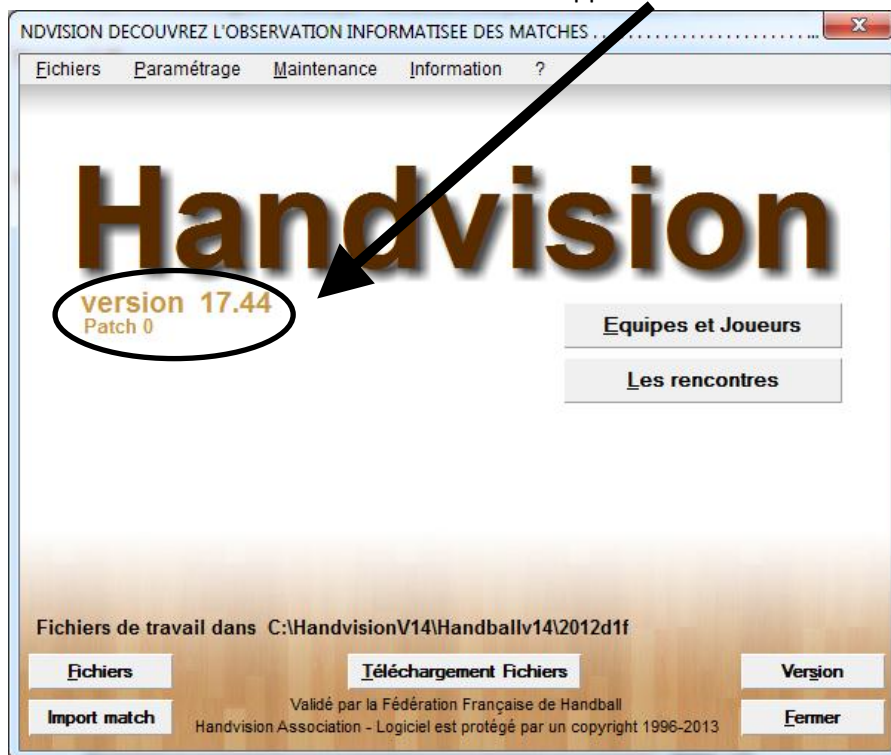 NDVISION DECOUVREZ L'OBSERVATION INFORMATISEE DES MATCHES . . . . . . . . . . . . . . . . . . . . . . . . . ...
Fichiers Paramétrage Maintenance Information ?
Handvision
version 17.44
Patch 0
Equipes et Joueurs
Les rencontres
Fichiers de travail dans C:\HandvisionV14\Handballv14\2012d1f
Fichiers Téléchargement Fichiers Version
Import match
Validé par la Fédération Française de Handball
Handvision Association - Logiciel est protégé par un copyright 1996-2013
Fermer